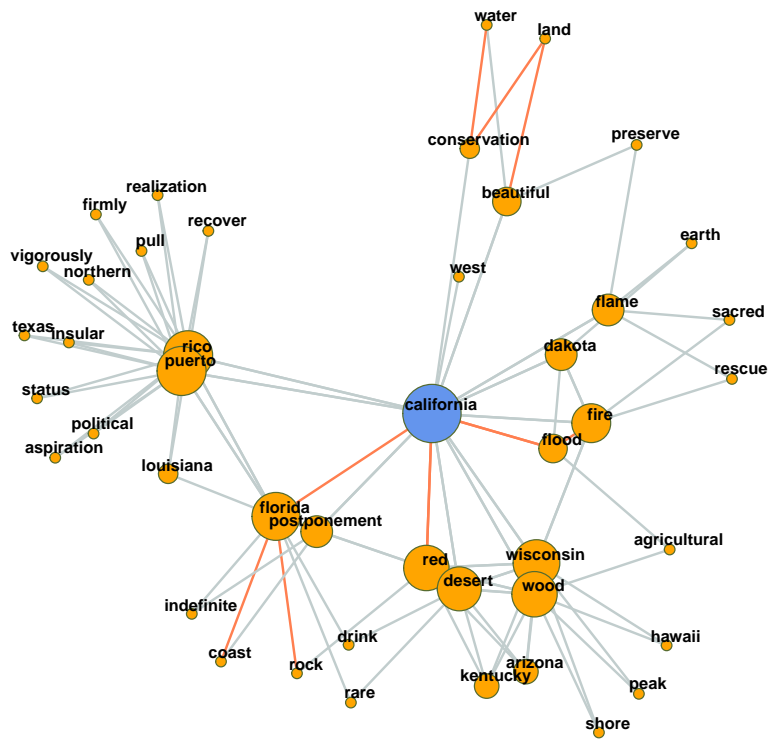 water
land
conservation
preserve
beautiful
realization
firmly
recover
pull
earth
vigorously
northern
west
flame
sacred
texas
insular
rico
dakota
puerto
rescue
status
california
fire
political
flood
aspiration
louisiana
florida
postponement
agricultural
red
wisconsin
desert
wood
indefinite
drink
hawaii
coast
rock
arizona
kentucky
rare
peak
shore